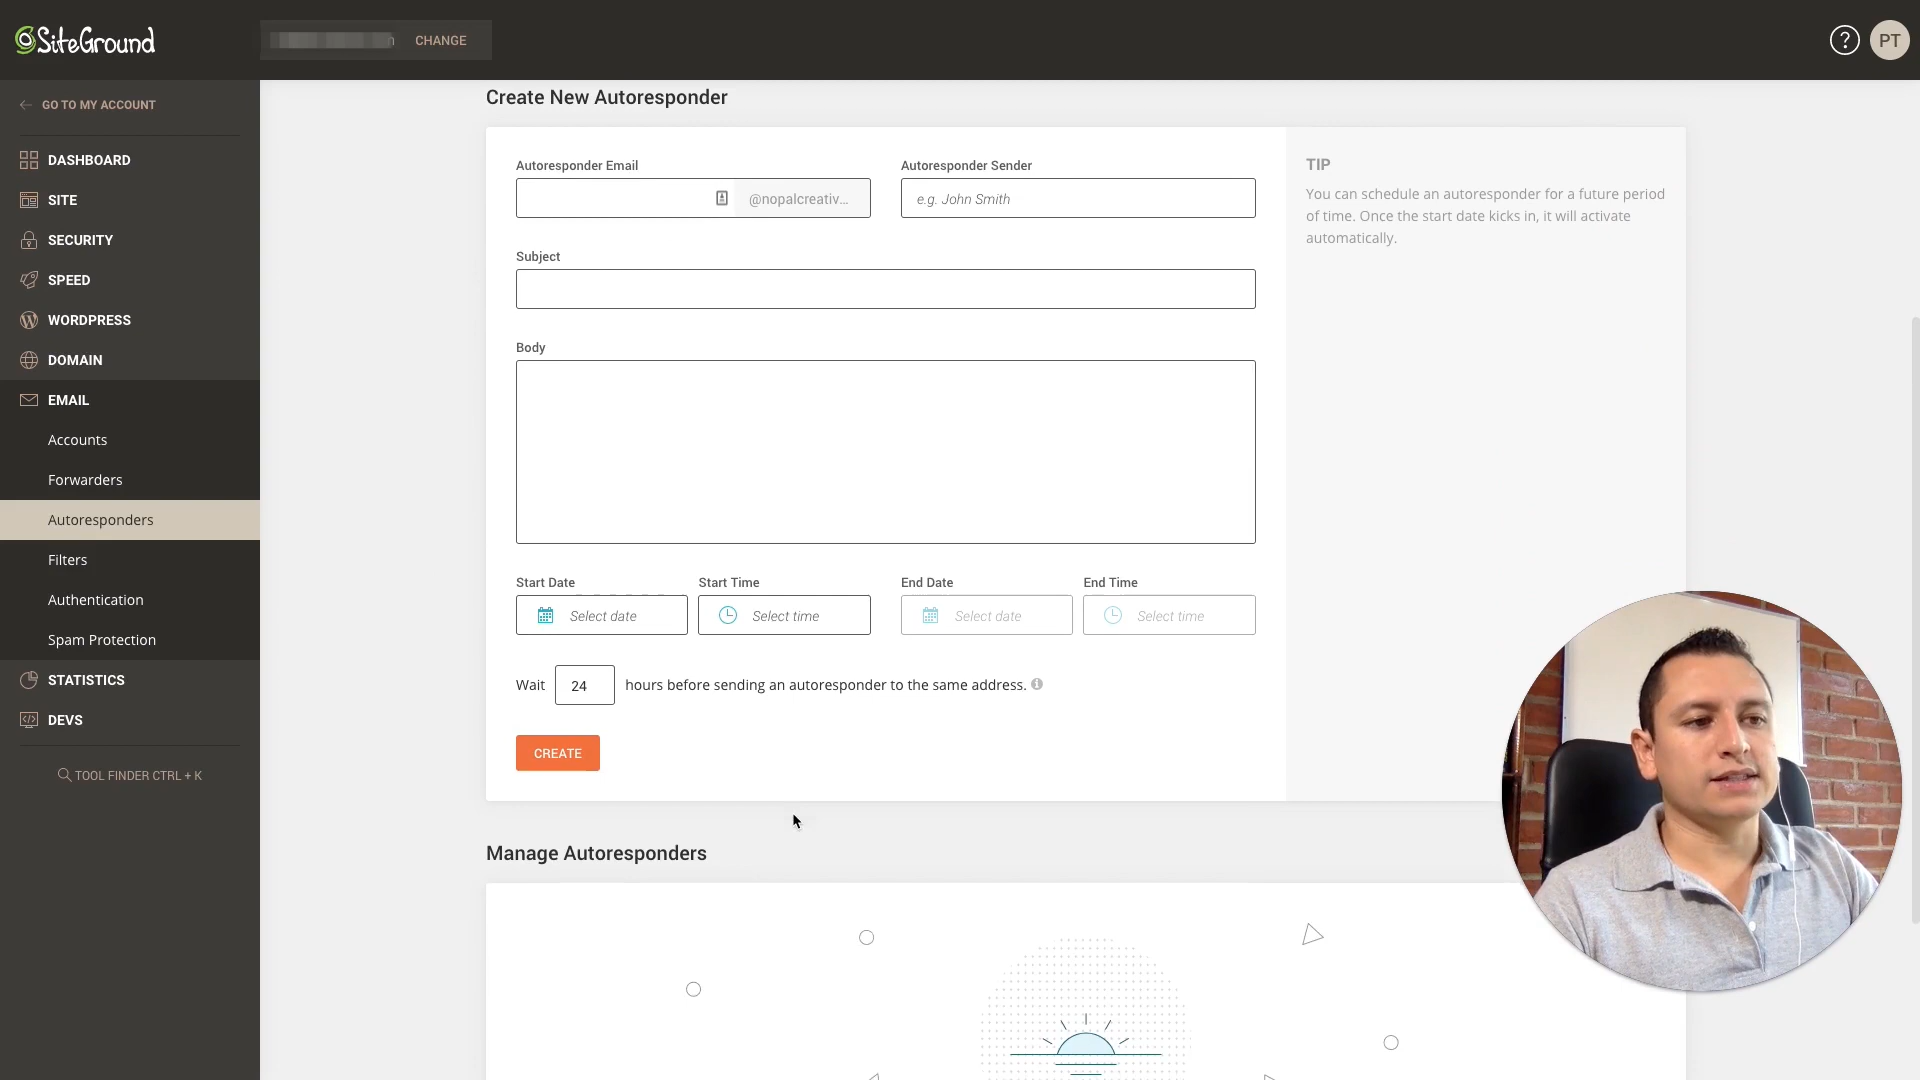 SiteGround
CHANGE
?
PT
GO TO MY ACCOUNT
DASHBOARD
SITE
SECURITY
SPEED
WORDPRESS
DOMAIN
EMAIL
Accounts
Forwarders
Autoresponders
Filters
Authentication
Spam Protection
STATISTICS
DEVS
TOOL FINDER CTRL + K
Create New Autoresponder
Autoresponder Email
@nopalcreativ...
Autoresponder Sender
e.g. John Smith
Subject
Body
Start Date
Select date
Start Time
Select time
End Date
Select date
End Time
Select time
Wait 24 hours before sending an autoresponder to the same address.
CREATE
TIP
You can schedule an autoresponder for a future period
of time. Once the start date kicks in, it will activate
automatically.
Manage Autoresponders